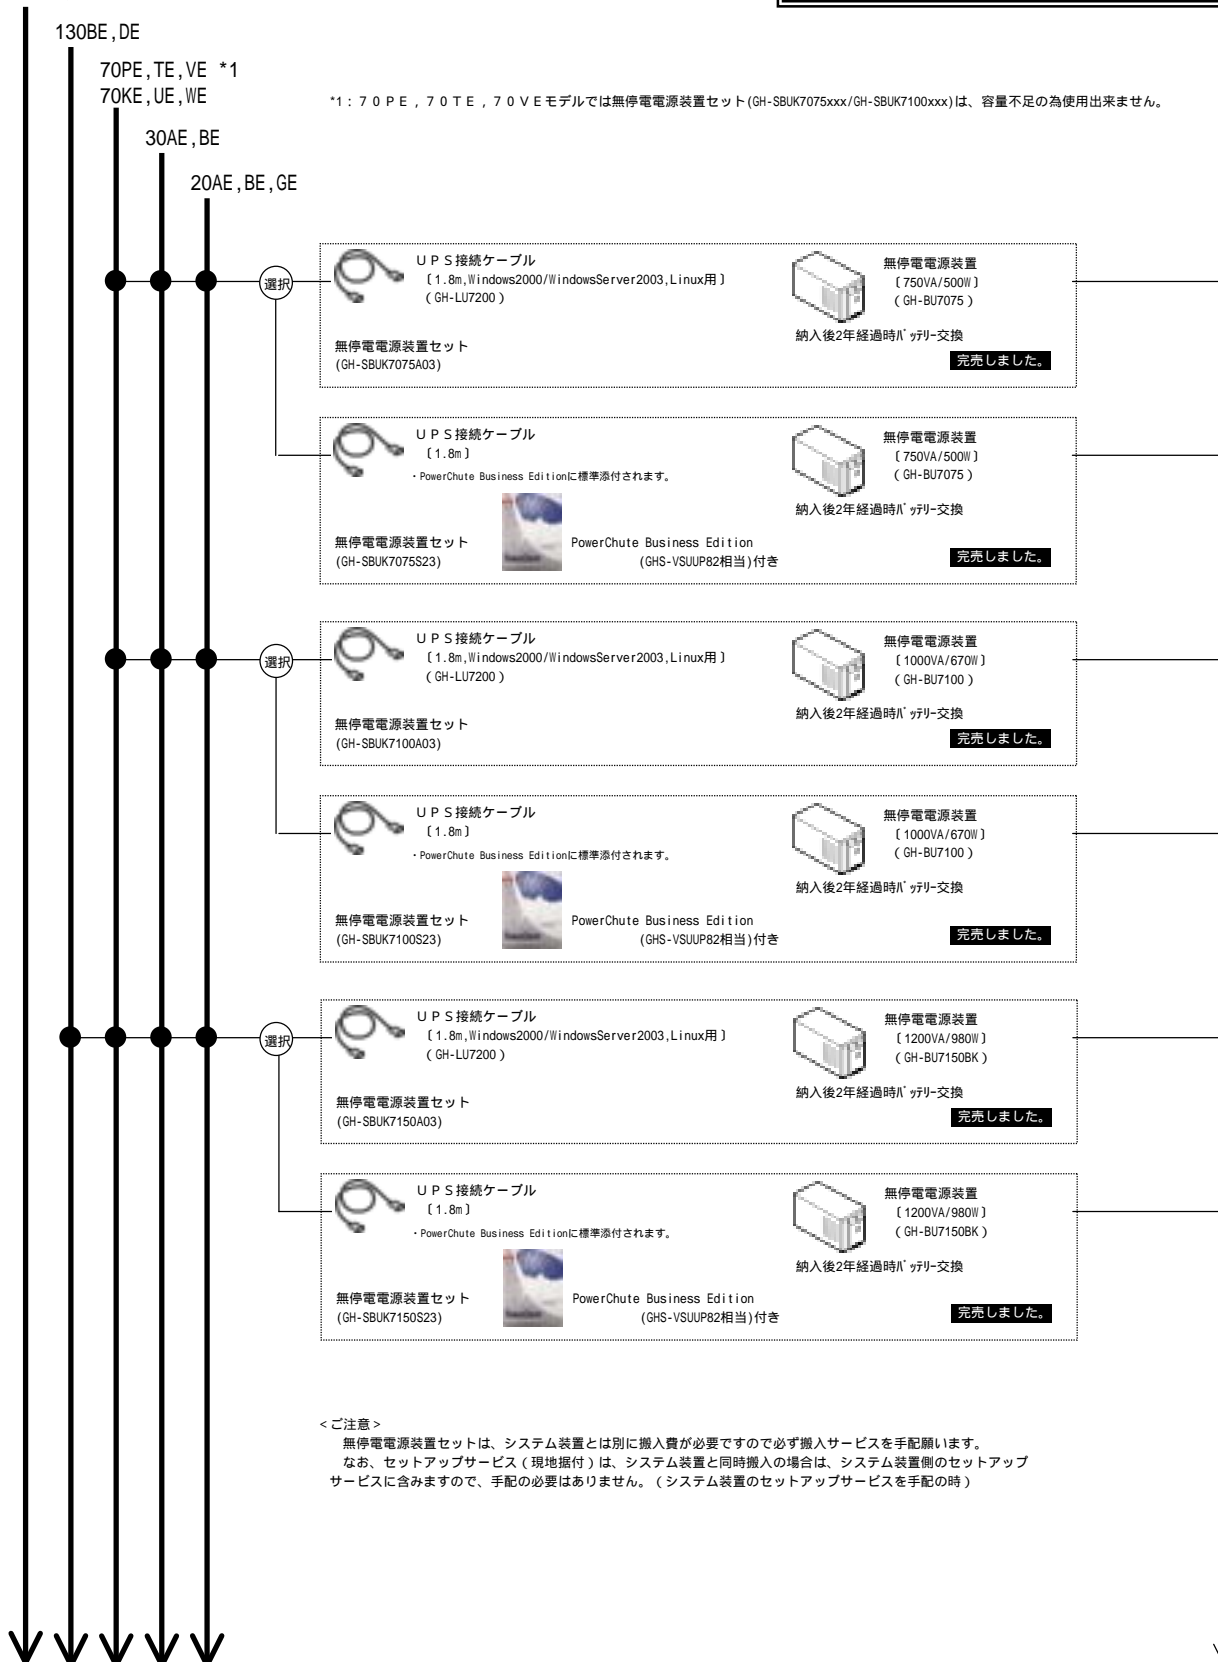 130BE,DE
70PE,TE,VE *1
70KE,UE,WE
*1：７０ＰＥ，７０ＴＥ，７０ＶＥモデルでは無停電電源装置セット(GH-SBUK7075xxx/GH-SBUK7100xxx)は、容量不足の為使用出来ません。
30AE,BE
20AE,BE,GE
選択
ＵＰＳ接続ケーブル
〔1.8m,Windows2000/WindowsServer2003,Linux用〕
（GH-LU7200）
無停電電源装置
〔750VA/500W〕
（GH-BU7075）
納入後2年経過時ﾊﾞｯﾃﾘｰ交換
無停電電源装置セット
(GH-SBUK7075A03)
完売しました。
ＵＰＳ接続ケーブル
〔1.8m〕
・PowerChute Business Editionに標準添付されます。
無停電電源装置
〔750VA/500W〕
（GH-BU7075）
納入後2年経過時ﾊﾞｯﾃﾘｰ交換
無停電電源装置セット
(GH-SBUK7075S23)
PowerChute Business Edition
(GHS-VSUUP82相当)付き
完売しました。
選択
ＵＰＳ接続ケーブル
〔1.8m,Windows2000/WindowsServer2003,Linux用〕
（GH-LU7200）
無停電電源装置
〔1000VA/670W〕
（GH-BU7100）
納入後2年経過時ﾊﾞｯﾃﾘｰ交換
無停電電源装置セット
(GH-SBUK7100A03)
完売しました。
ＵＰＳ接続ケーブル
〔1.8m〕
・PowerChute Business Editionに標準添付されます。
無停電電源装置
〔1000VA/670W〕
（GH-BU7100）
納入後2年経過時ﾊﾞｯﾃﾘｰ交換
無停電電源装置セット
(GH-SBUK7100S23)
PowerChute Business Edition
(GHS-VSUUP82相当)付き
完売しました。
選択
ＵＰＳ接続ケーブル
〔1.8m,Windows2000/WindowsServer2003,Linux用〕
（GH-LU7200）
無停電電源装置
〔1200VA/980W〕
（GH-BU7150BK）
納入後2年経過時ﾊﾞｯﾃﾘｰ交換
無停電電源装置セット
(GH-SBUK7150A03)
完売しました。
ＵＰＳ接続ケーブル
〔1.8m〕
・PowerChute Business Editionに標準添付されます。
無停電電源装置
〔1200VA/980W〕
（GH-BU7150BK）
納入後2年経過時ﾊﾞｯﾃﾘｰ交換
無停電電源装置セット
(GH-SBUK7150S23)
PowerChute Business Edition
(GHS-VSUUP82相当)付き
完売しました。
＜ご注意＞
無停電電源装置セットは、システム装置とは別に搬入費が必要ですので必ず搬入サービスを手配願います。
なお、セットアップサービス（現地据付）は、システム装置と同時搬入の場合は、システム装置側のセットアップ
サービスに含みますので、手配の必要はありません。（システム装置のセットアップサービスを手配の時）